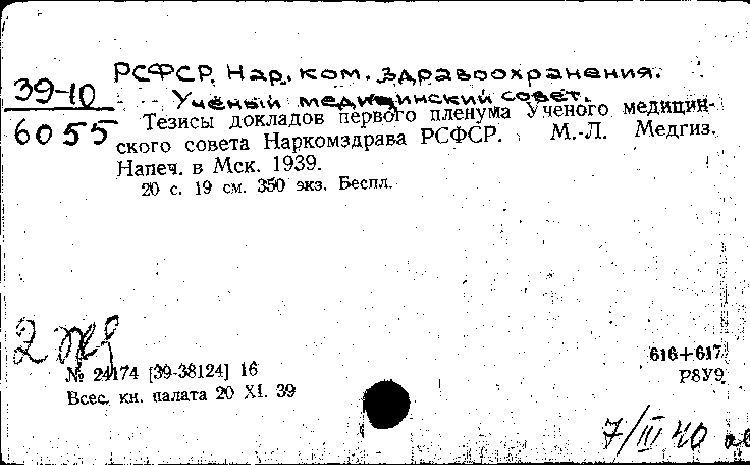 РСФСР. Нар. ком. здравоохранения.
39-10
6055
Учёный медицинский совет.
Тезисы докладов первого пленума Ученого медицин-
ского совета Наркомздрава РСФСР. М.-Л. Медгиз.
Напеч. в Мск. 1939.
20 с. 19 см. 350 экз. Беспл.
2
№ 24174 [39-38124] 16
Всес. кн. палата 20 XI. 39
616+617
Р8У9
7/III 40